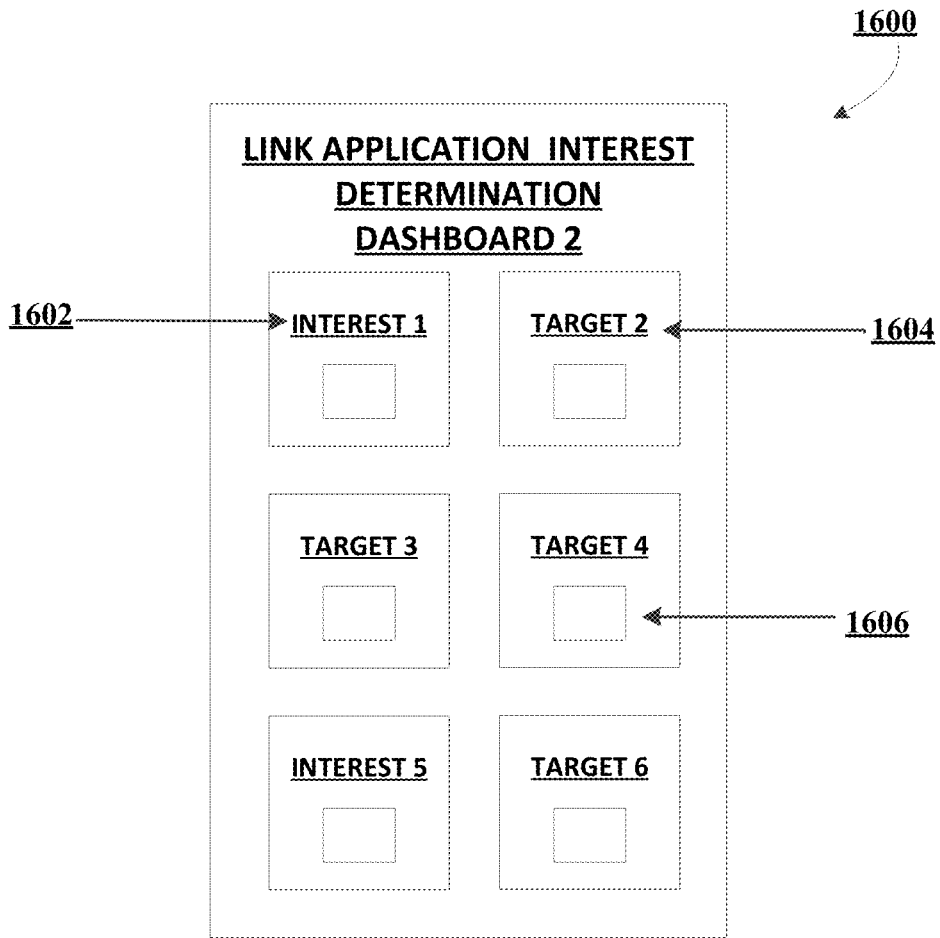 1600
LINK APPLICATION INTEREST
DETERMINATION
DASHBOARD 2
1602
INTEREST 1
TARGET 2
1604
TARGET 3
TARGET 4
1606
INTEREST 5
TARGET 6